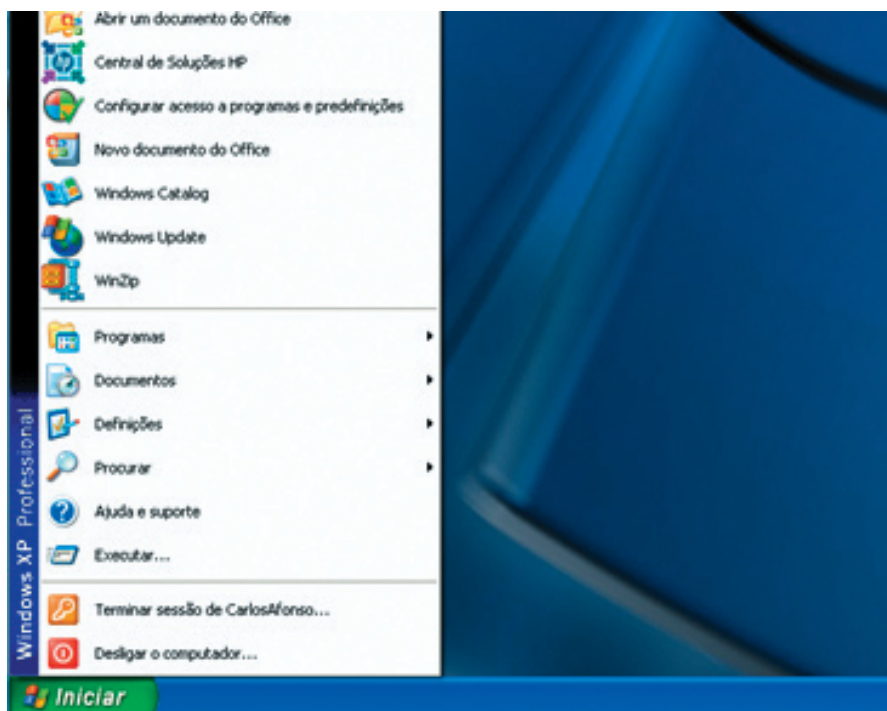 Abrir um documento do Office
Central de Soluções HP
Configurar acesso a programas e predefinições
Novo documento do Office
Windows Catalog
Windows Update
WinZip
Programas
Documentos
Definições
Procurar
Ajuda e suporte
Executar...
Terminar sessão de CarlosAfonso...
Desligar o computador...
Windows XP Professional
Iniciar